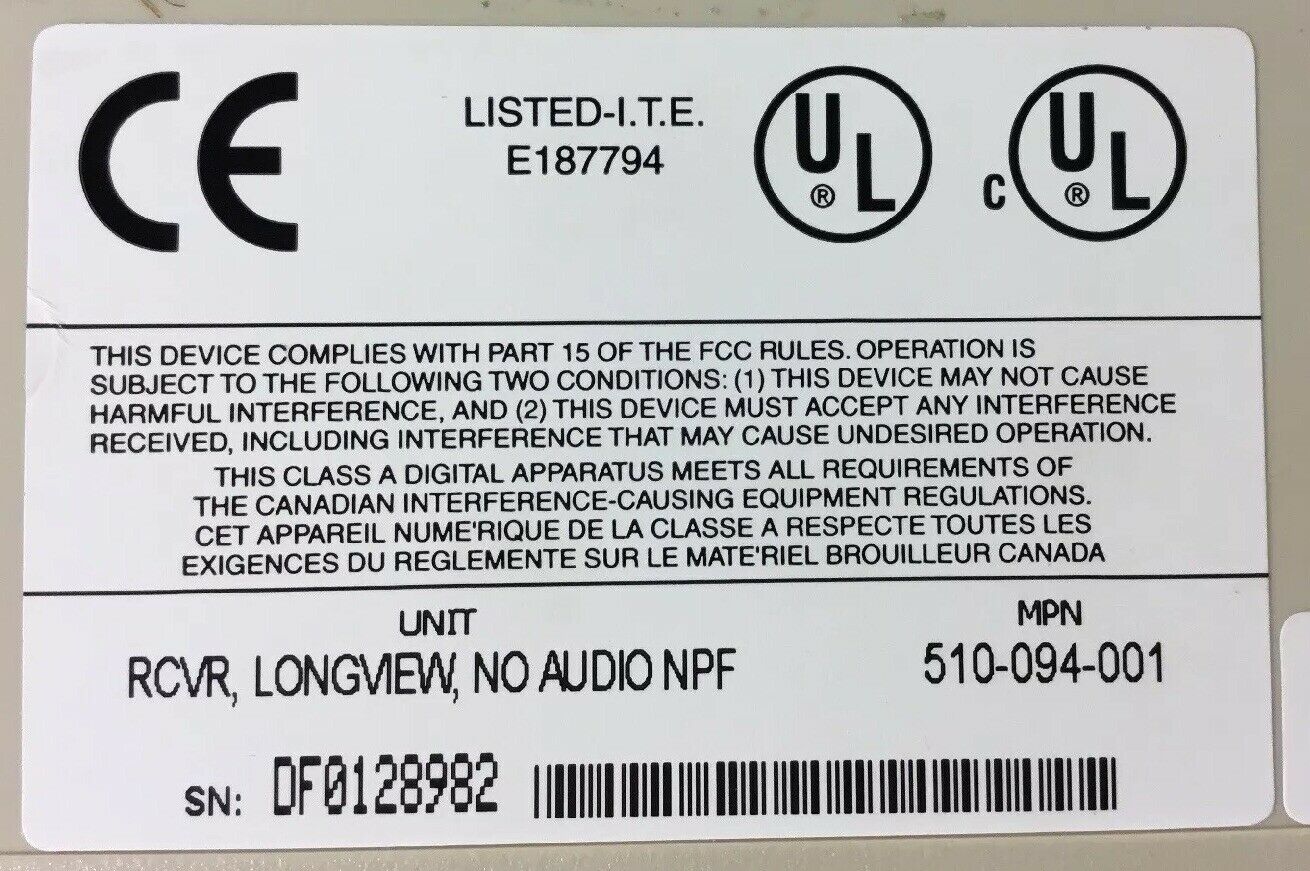 CE
LISTED-I.T.E.
E187794
UL®
c UL®
THIS DEVICE COMPLIES WITH PART 15 OF THE FCC RULES. OPERATION IS
SUBJECT TO THE FOLLOWING TWO CONDITIONS: (1) THIS DEVICE MAY NOT CAUSE
HARMFUL INTERFERENCE, AND (2) THIS DEVICE MUST ACCEPT ANY INTERFERENCE
RECEIVED, INCLUDING INTERFERENCE THAT MAY CAUSE UNDESIRED OPERATION.
THIS CLASS A DIGITAL APPARATUS MEETS ALL REQUIREMENTS OF
THE CANADIAN INTERFERENCE-CAUSING EQUIPMENT REGULATIONS.
CET APPAREIL NUME'RIQUE DE LA CLASSE A RESPECTE TOUTES LES
EXIGENCES DU REGLEMENTE SUR LE MATE'RIEL BROUILLEUR CANADA
UNIT
RCVR, LONGVIEW, NO AUDIO NPF
MPN
510-094-001
SN: DF0128982